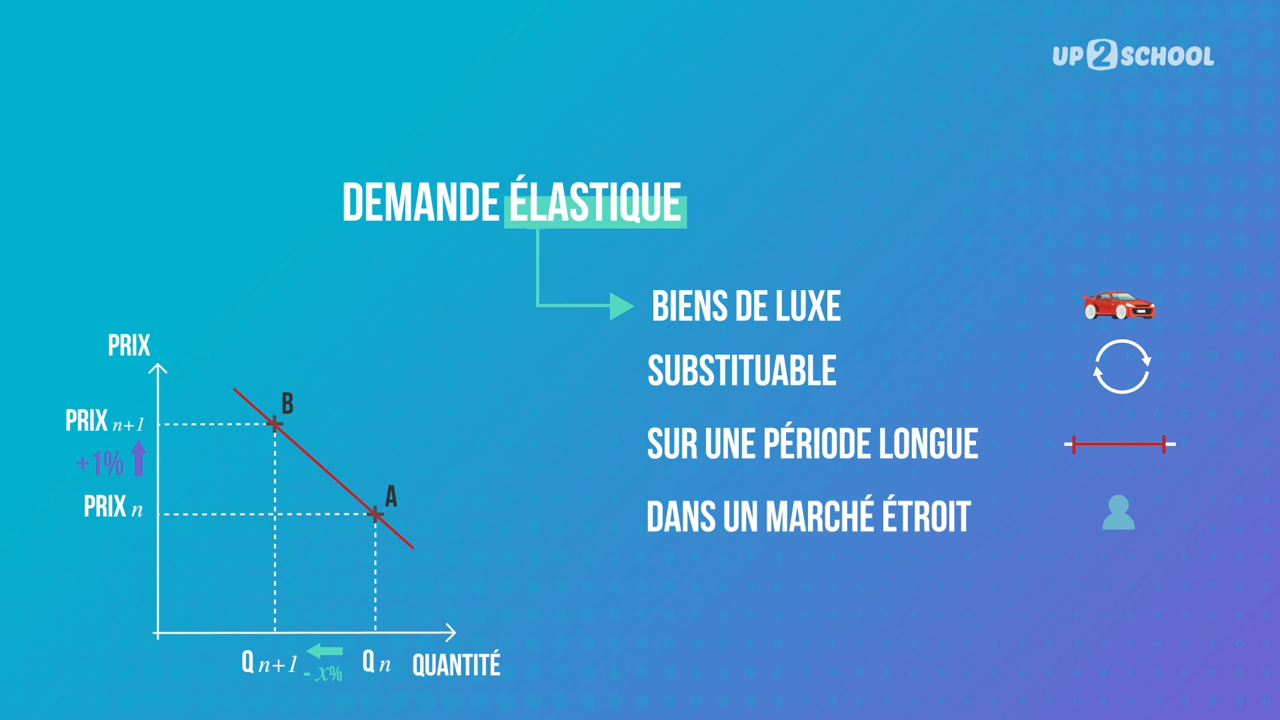 UP2SCHOOL
DEMANDE ÉLASTIQUE
BIENS DE LUXE
SUBSTITUABLE
SUR UNE PÉRIODE LONGUE
DANS UN MARCHÉ ÉTROIT
PRIX
B
PRIX n+1
+1%
A
PRIX n
Q n+1
- x%
Q n
QUANTITÉ